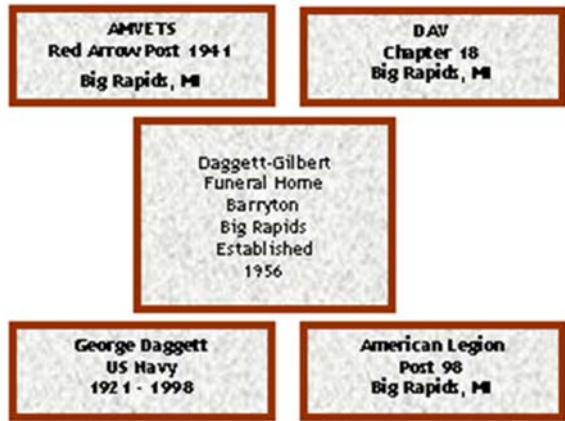 AMVETS
Red Arrow Post 1941
Big Rapids, MI
DAV
Chapter 18
Big Rapids, MI
Daggett-Gilbert
Funeral Home
Barryton
Big Rapids
Established
1956
George Daggett
US Navy
1921 - 1998
American Legion
Post 98
Big Rapids, MI